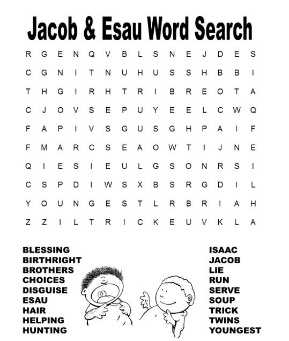 Jacob & Esau Word Search
R G E N Q V B L S N E J D E S
C G N I T N U H U S S H B B I
T H G I R H T R I B R E O T A
C J O V S E P U Y E E L C W Q
F A P I V S G U S G H P A I F
F M A R C S E A O W T I J N E
Q I E S I E U L G S O N R S I
C S P D I W S X B S R G D I L
Y O U N G E S T L R B R I A H
Z Z I L T R I C K E U V K L A
BLESSING
BIRTHRIGHT
BROTHERS
CHOICES
DISGUISE
ESAU
HAIR
HELPING
HUNTING
ISAAC
JACOB
LIE
RUN
SERVE
SOUP
TRICK
TWINS
YOUNGEST